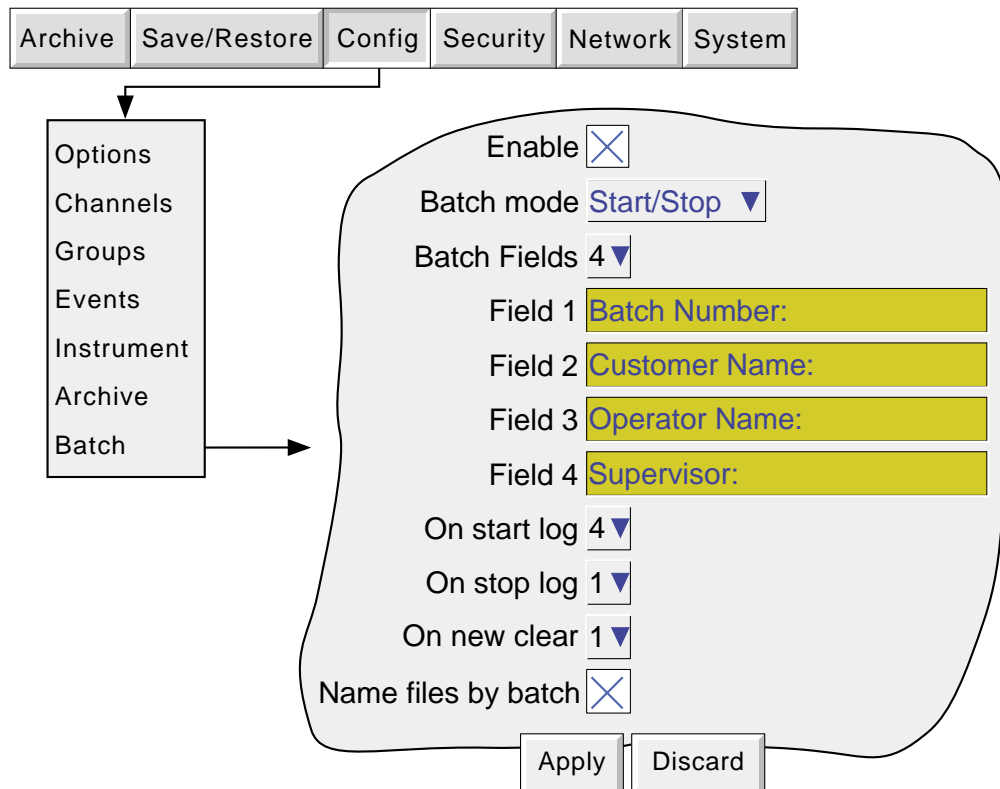 Archive Save/Restore Config Security Network System
Options
Channels
Groups
Events
Instrument
Archive
Batch
Enable
Batch mode Start/Stop
Batch Fields 4
Field 1 Batch Number:
Field 2 Customer Name:
Field 3 Operator Name:
Field 4 Supervisor:
On start log 4
On stop log 1
On new clear 1
Name files by batch
Apply Discard